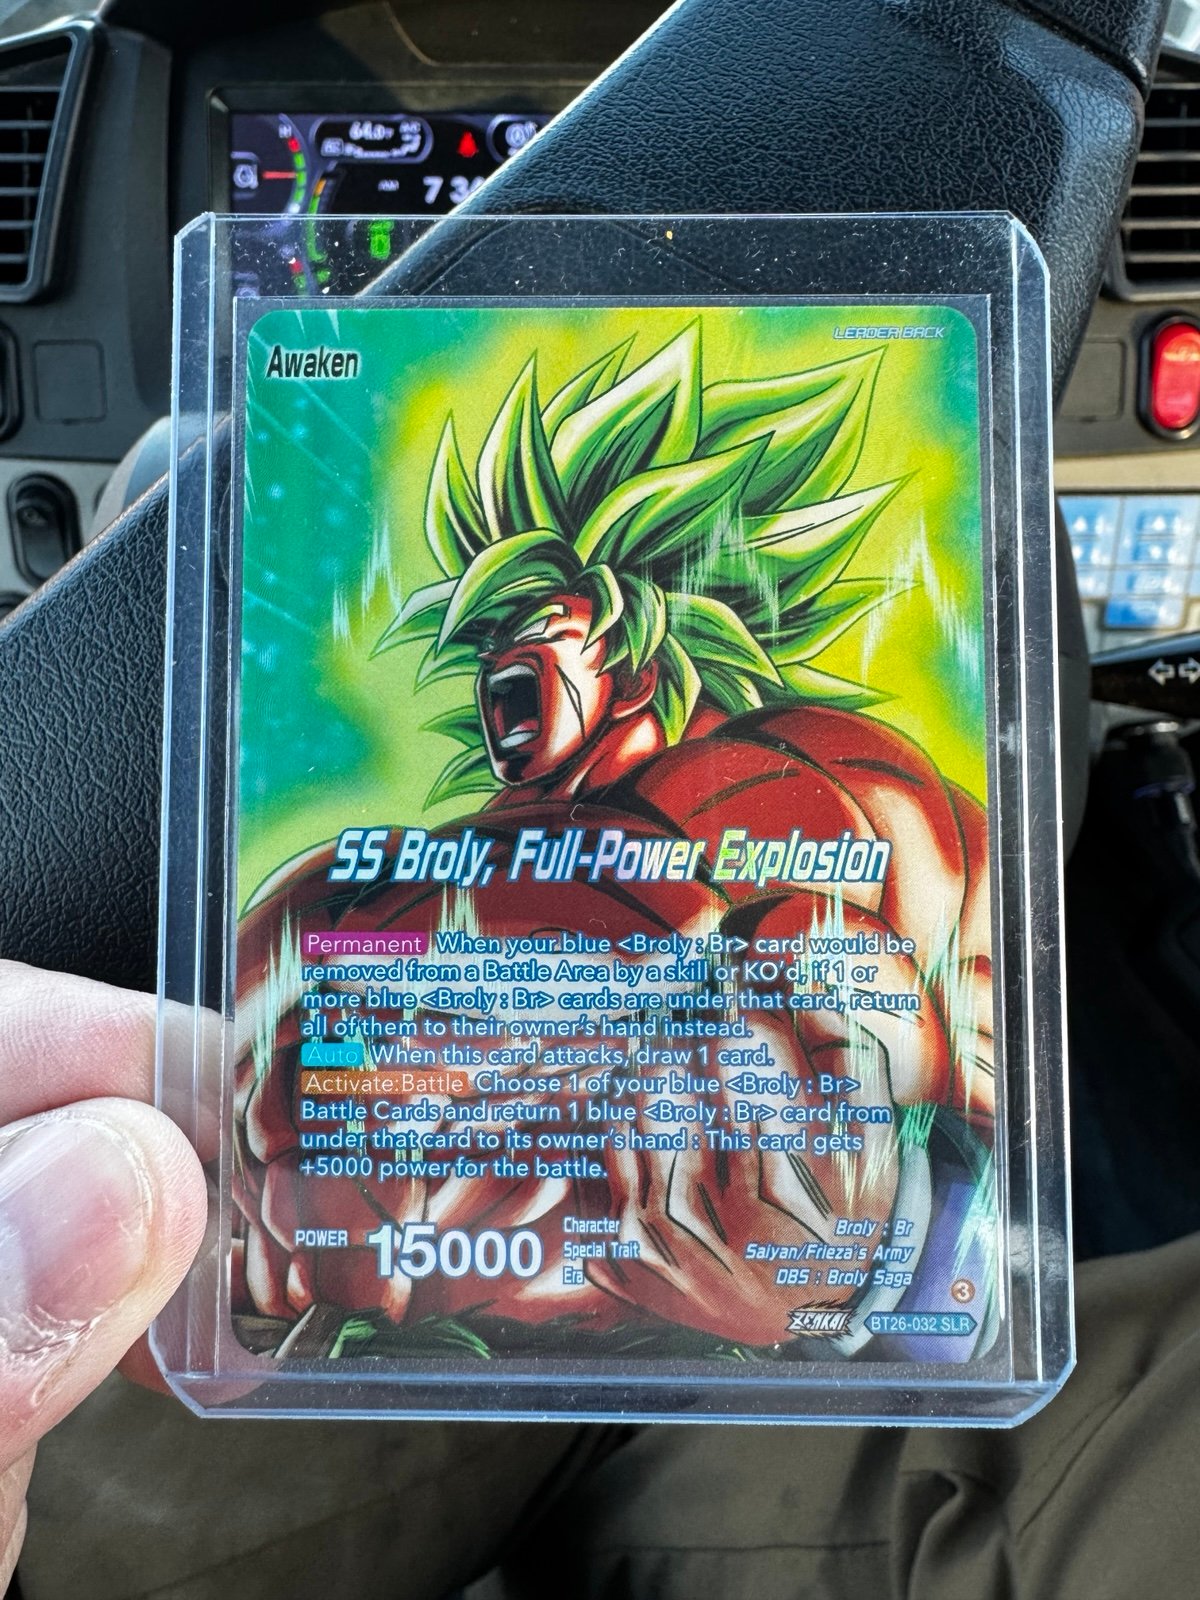 AM
LEADER BACK
Awaken
SS Broly, Full-Power Explosion
Permanent When your blue <Broly : Br> card would be
removed from a Battle Area by a skill or KO'd, if 1 or
more blue <Broly : Br> cards are under that card, return
all of them to their owner's hand instead.
Auto When this card attacks, draw 1 card.
Activate:Battle Choose 1 of your blue <Broly : Br>
Battle Cards and return 1 blue <Broly : Br> card from
under that card to its owner's hand : This card gets
+5000 power for the battle.
POWER 15000
Character Broly : Br
Special Trait Saiyan/Frieza's Army
Era DBS : Broly Saga
3
ZENKAI BT26-032 SLR